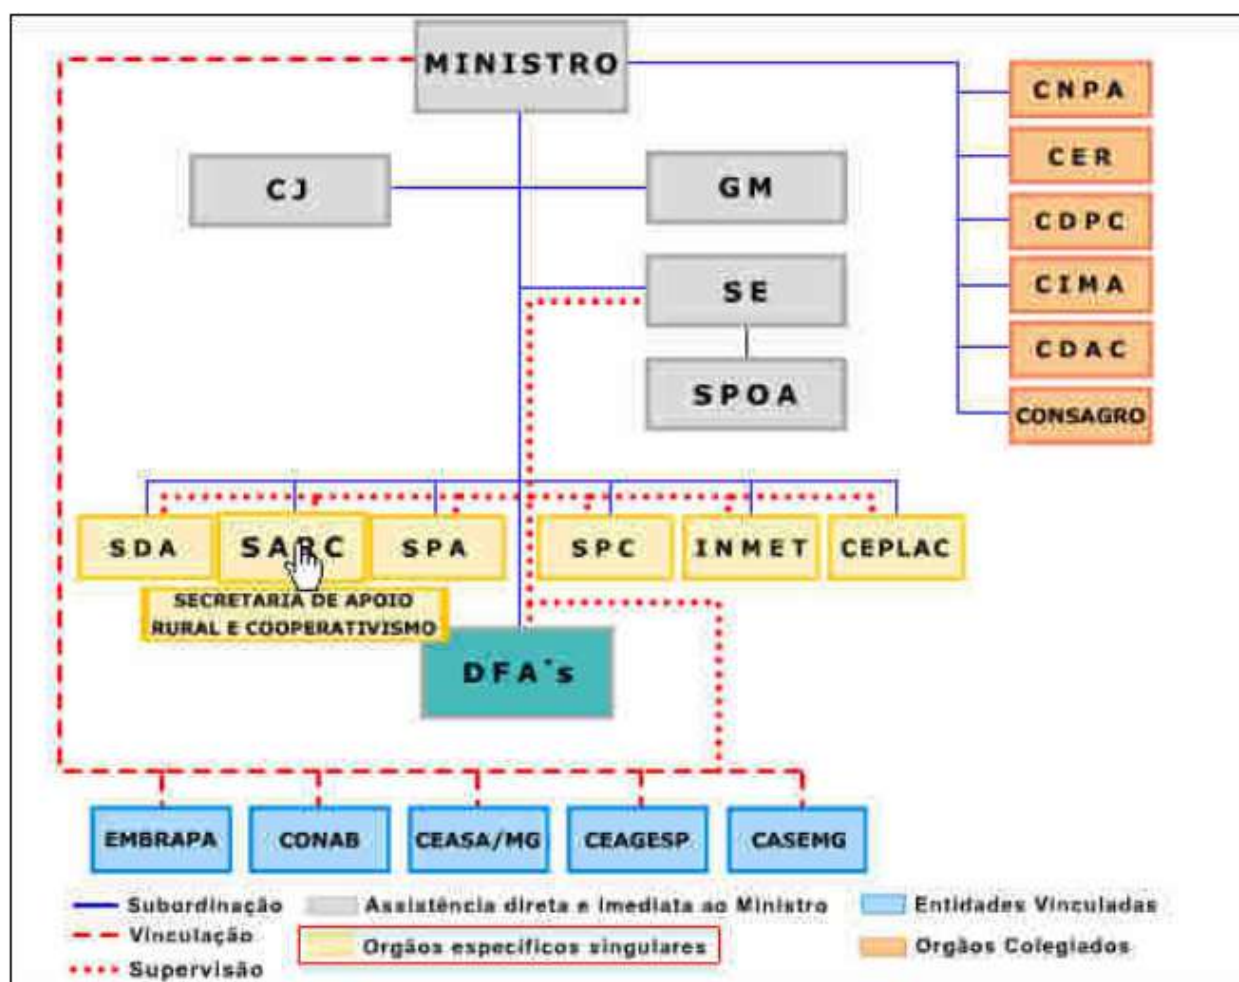 MINISTRO
CNPA
CER
CJ
GM
CDPC
SE
CIMA
CDAC
SPOA
CONSAGRO
SDA
SARC
SPA
SPC
INMET
CEPLAC
SECRETARIA DE APOIO
RURAL E COOPERATIVISMO
DFA's
EMBRAPA
CONAB
CEASA/MG
CEAGESP
CASEMG
Subordinação
Assistência direta e imediata ao Ministro
Entidades Vinculadas
Vinculação
Orgãos específicos singulares
Orgãos Colegiados
Supervisão